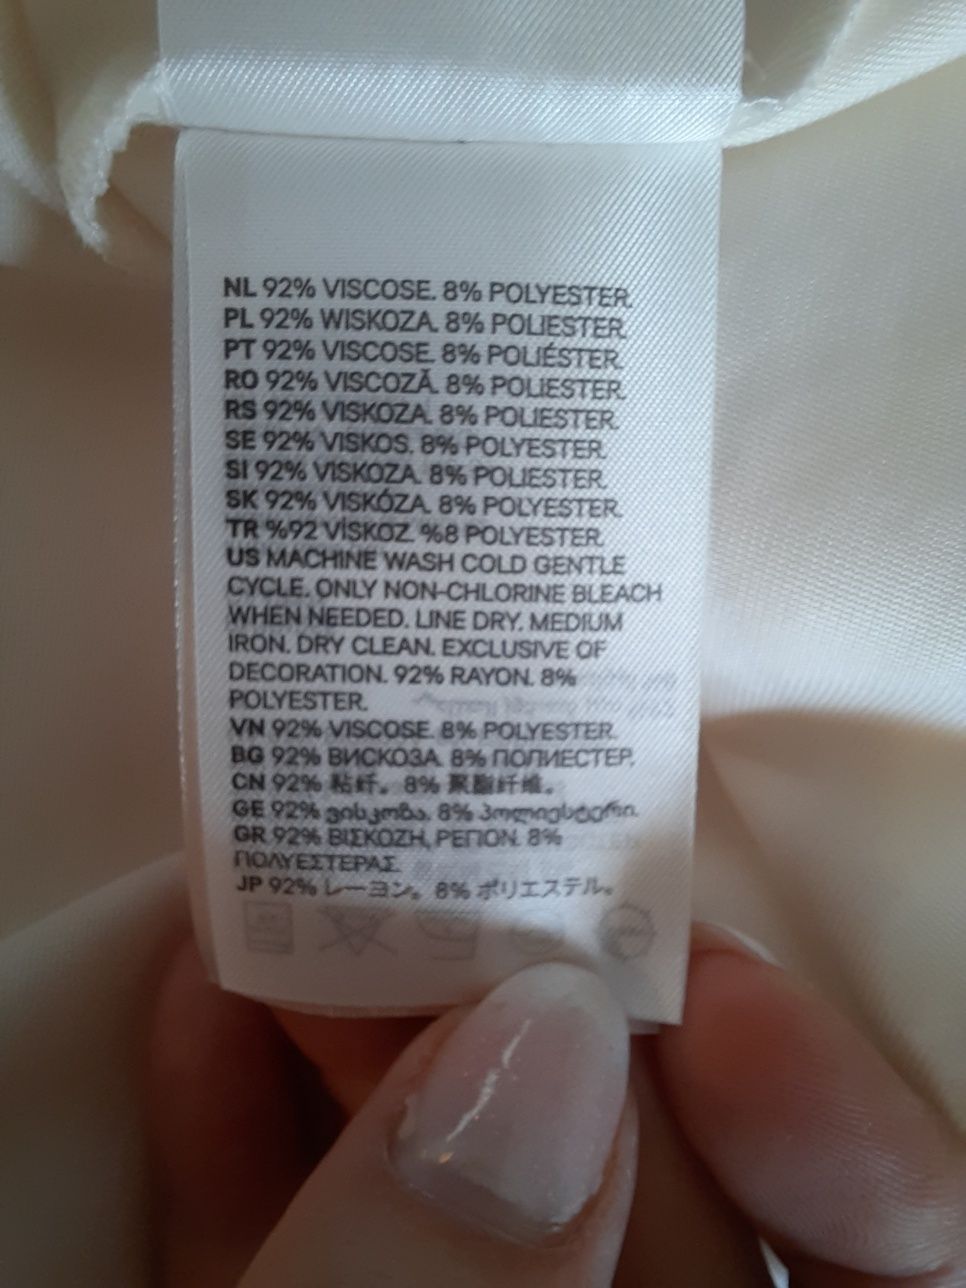 NL 92% VISCOSE. 8% POLYESTER.
PL 92% WISKOZA. 8% POLIESTER.
PT 92% VISCOSE. 8% POLIÉSTER.
RO 92% VISCOZĂ. 8% POLIESTER.
RS 92% VISKOZA. 8% POLIESTER.
SE 92% VISKOS. 8% POLYESTER.
SI 92% VISKOZA. 8% POLIESTER.
SK 92% VISKÓZA. 8% POLYESTER.
TR %92 VİSKOZ. %8 POLYESTER.
US MACHINE WASH COLD GENTLE
CYCLE. ONLY NON-CHLORINE BLEACH
WHEN NEEDED. LINE DRY. MEDIUM
IRON. DRY CLEAN. EXCLUSIVE OF
DECORATION. 92% RAYON. 8%
POLYESTER.
VN 92% VISCOSE. 8% POLYESTER.
BG 92% ВИСКОЗА. 8% ПОЛИЕСТЕР.
CN 92% 粘纤。 8% 聚酯纤维。
GE 92% ვისკოზა. 8% პოლიესტერი.
GR 92% ΒΙΣΚΟΖΗ, ΡΕΓΙΟΝ. 8%
ΠΟΛΥΕΣΤΕΡΑΣ.
JP 92% レーヨン。 8% ポリエステル。